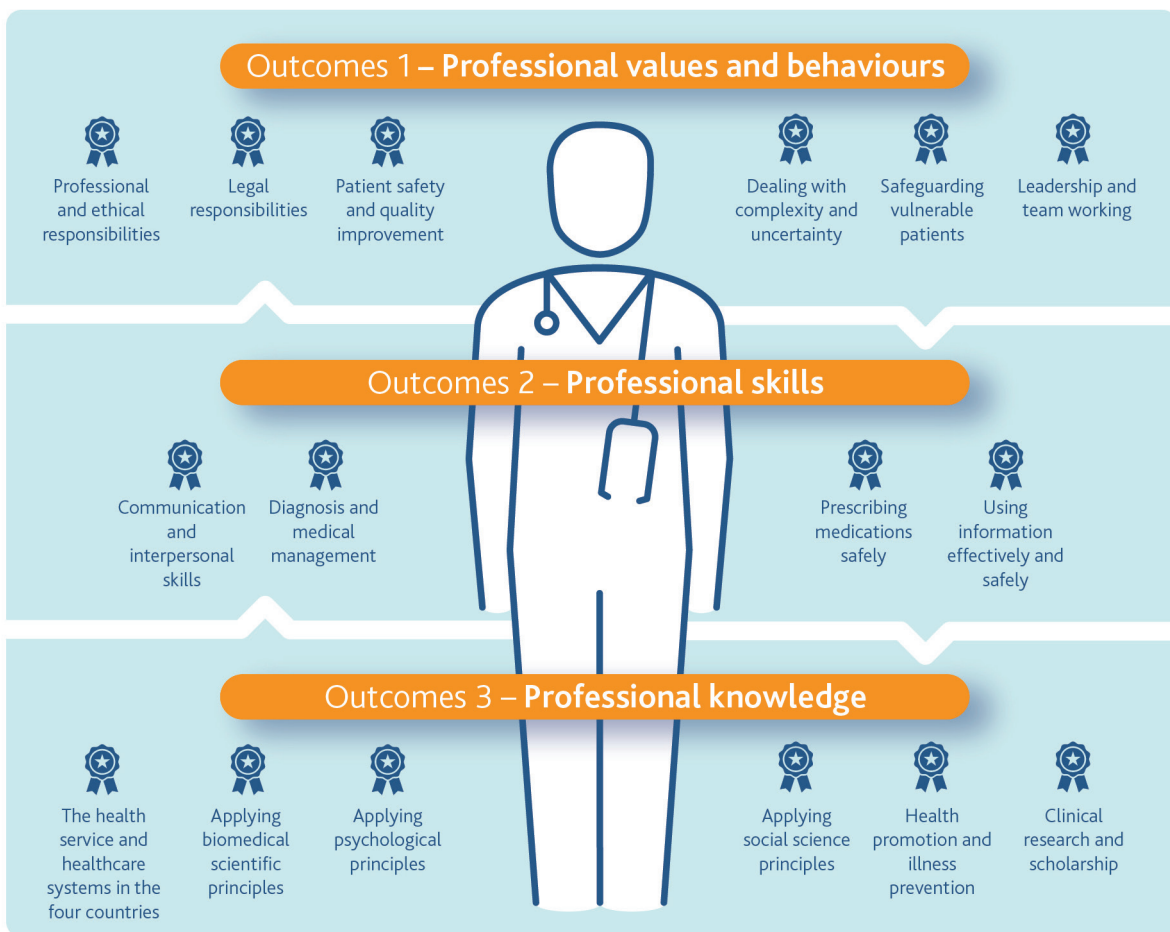 Outcomes 1 – Professional values and behaviours
Professional
and ethical
responsibilities
Legal
responsibilities
Patient safety
and quality
improvement
Dealing with
complexity and
uncertainty
Safeguarding
vulnerable
patients
Leadership and
team working
Outcomes 2 – Professional skills
Communication
and
interpersonal
skills
Diagnosis and
medical
management
Prescribing
medications
safely
Using
information
effectively and
safely
Outcomes 3 – Professional knowledge
The health
service and
healthcare
systems in the
four countries
Applying
biomedical
scientific
principles
Applying
psychological
principles
Applying
social science
principles
Health
promotion and
illness
prevention
Clinical
research and
scholarship